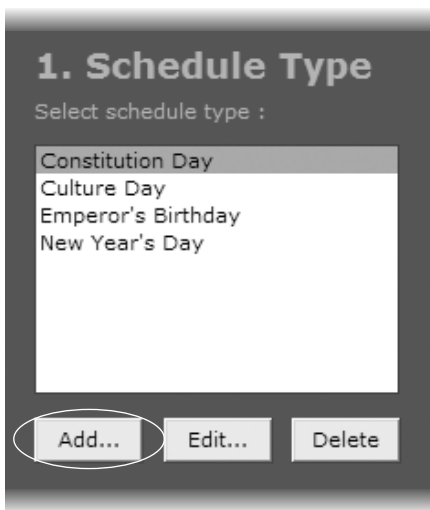 1. Schedule Type
Select schedule type :
Constitution Day
Culture Day
Emperor's Birthday
New Year's Day
Add... Edit... Delete